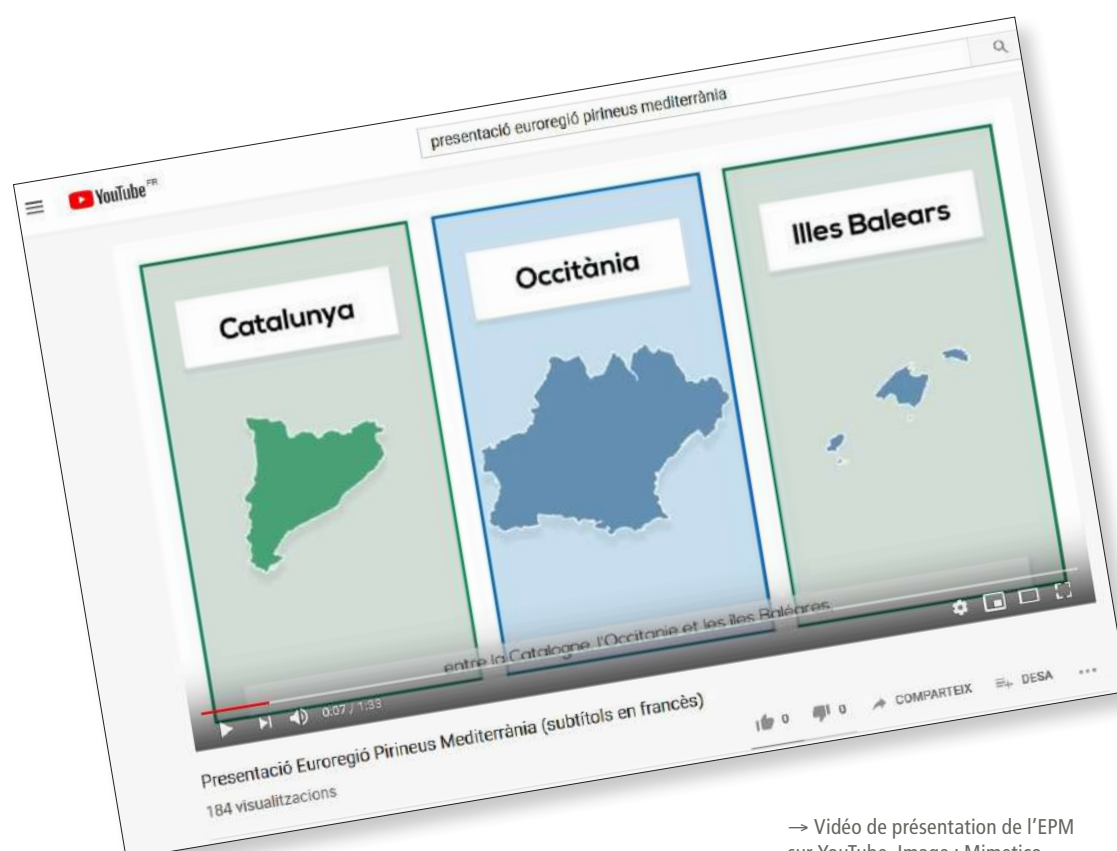 presentació euroregió pirineus mediterrània
YouTube FR
Catalunya
Occitània
Illes Balears
entre la Catalogne, l'Occitanie et les îles Baléares.
0:07 / 1:33
Presentació Euroregió Pirineus Mediterrània (subtítols en francès)
184 visualitzacions
0
0
COMPARTEIX
DESA
→ Vidéo de présentation de l'EPM
sur YouTube. Image : Mimetica